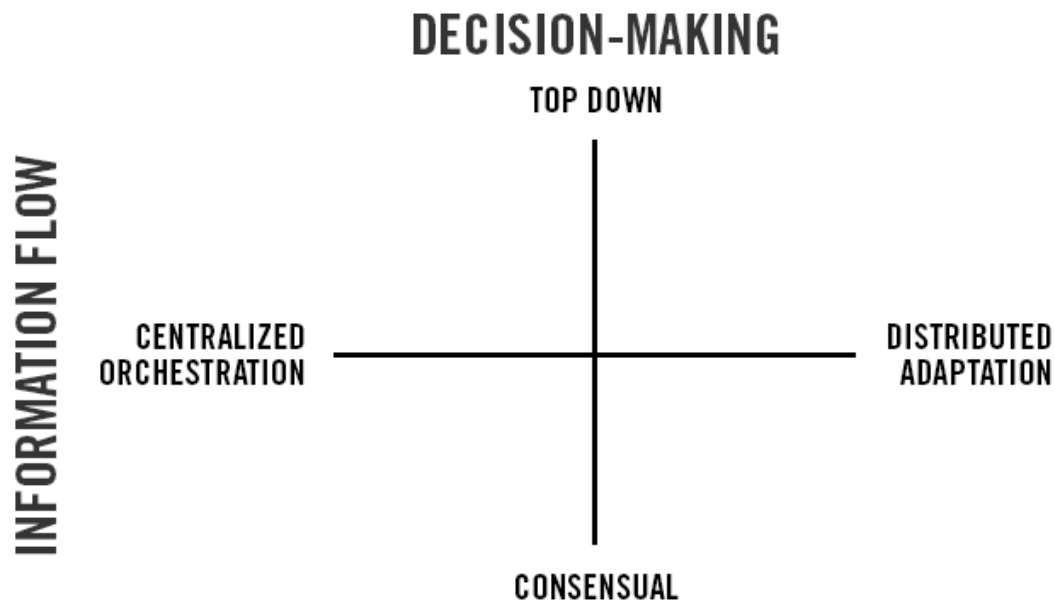 DECISION-MAKING
TOP DOWN
INFORMATION FLOW
CENTRALIZED
ORCHESTRATION
DISTRIBUTED
ADAPTATION
CONSENSUAL